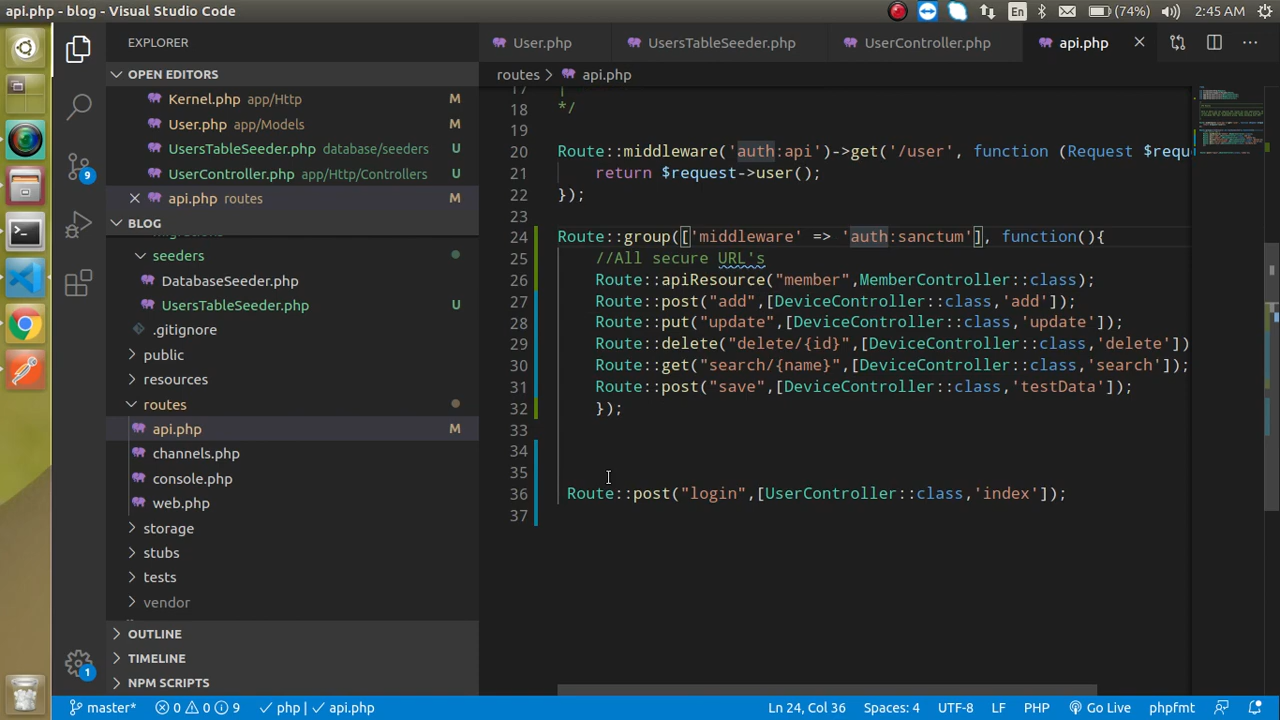 api.php - blog - Visual Studio Code
En
(74%)
2:45 AM
EXPLORER
User.php
UsersTableSeeder.php
UserController.php
api.php
OPEN EDITORS
routes
api.php
Kernel.php app/Http M
User.php app/Models M
UsersTableSeeder.php database/seeders U
UserController.php app/Http/Controllers U
api.php routes M
BLOG
seeders
DatabaseSeeder.php
UsersTableSeeder.php U
.gitignore
public
resources
routes
api.php M
channels.php
console.php
web.php
storage
stubs
tests
vendor
OUTLINE
TIMELINE
NPM SCRIPTS
9
1
17 |
18 */
19
20 Route::middleware('auth:api')->get('/user', function (Request $requ
21 return $request->user();
22 });
23
24 Route::group(['middleware' => 'auth:sanctum'], function(){
25 //All secure URL's
26 Route::apiResource("member",MemberController::class);
27 Route::post("add",[DeviceController::class,'add']);
28 Route::put("update",[DeviceController::class,'update']);
29 Route::delete("delete/{id}",[DeviceController::class,'delete'])
30 Route::get("search/{name}",[DeviceController::class,'search']);
31 Route::post("save",[DeviceController::class,'testData']);
32 });
33
34
35
36 Route::post("login",[UserController::class,'index']);
37
master*
0 0 9
php | api.php
Ln 24, Col 36
Spaces: 4
UTF-8
LF
PHP
Go Live
phpfmt